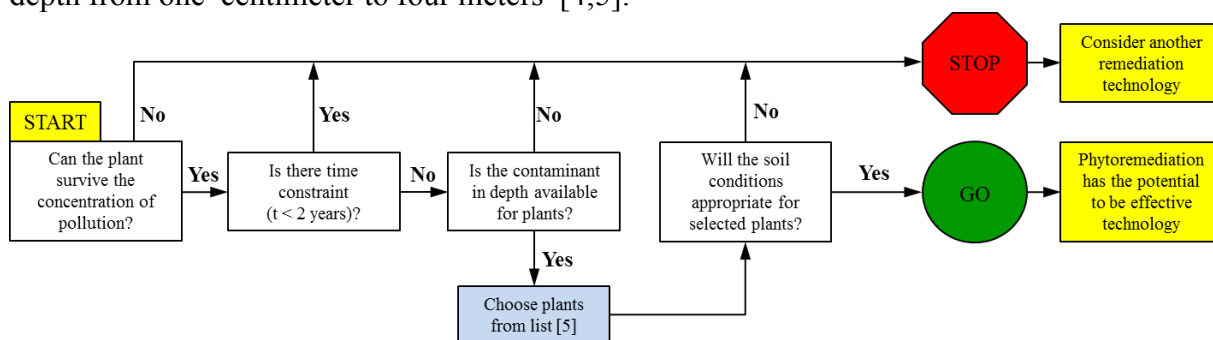 depth from one centimeter to four meters [4,5].
START
Can the plant
survive the
concentration of
pollution?
No
Yes
Is there time
constraint
(t < 2 years)?
Yes
No
Is the contaminant
in depth available
for plants?
No
Yes
Choose plants
from list [5]
Will the soil
conditions
appropriate for
selected plants?
No
Yes
STOP
Consider another
remediation
technology
GO
Phytoremediation
has the potential
to be effective
technology